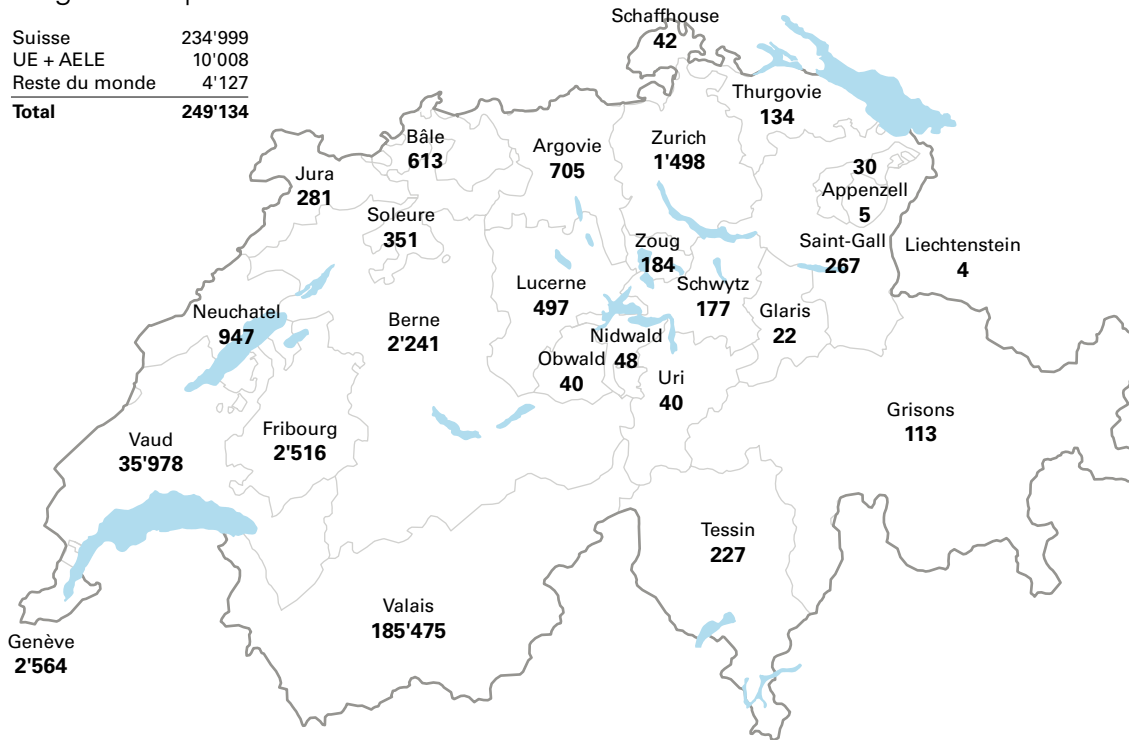 Suisse 234'999
UE + AELE 10'008
Reste du monde 4'127
Total 249'134
Schaffhouse
42
Thurgovie
134
Bâle
613
Argovie
705
Zurich
1'498
30
Appenzell
5
Jura
281
Soleure
351
Zoug
184
Saint-Gall
267
Liechtenstein
4
Lucerne
497
Schwytz
177
Neuchatel
947
Berne
2'241
Glaris
22
Nidwald
48
Obwald
40
Uri
40
Grisons
113
Vaud
35'978
Fribourg
2'516
Tessin
227
Valais
185'475
Genève
2'564